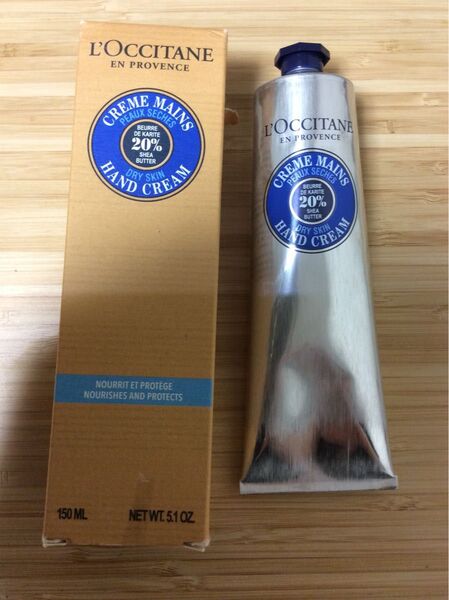 L'OCCITANE
EN PROVENCE
CREME MAINS
PEAUX SECHES
BEURRE
DE KARITE
20%
SHEA
BUTTER
DRY SKIN
HAND CREAM
NOURRIT ET PROTÈGE
NOURISHES AND PROTECTS
150 ML NET WT. 5.1 OZ.
L'OCCITANE
EN PROVENCE
CREME MAINS
PEAUX SECHES
BEURRE
DE KARITE
20%
SHEA
BUTTER
DRY SKIN
HAND CREAM